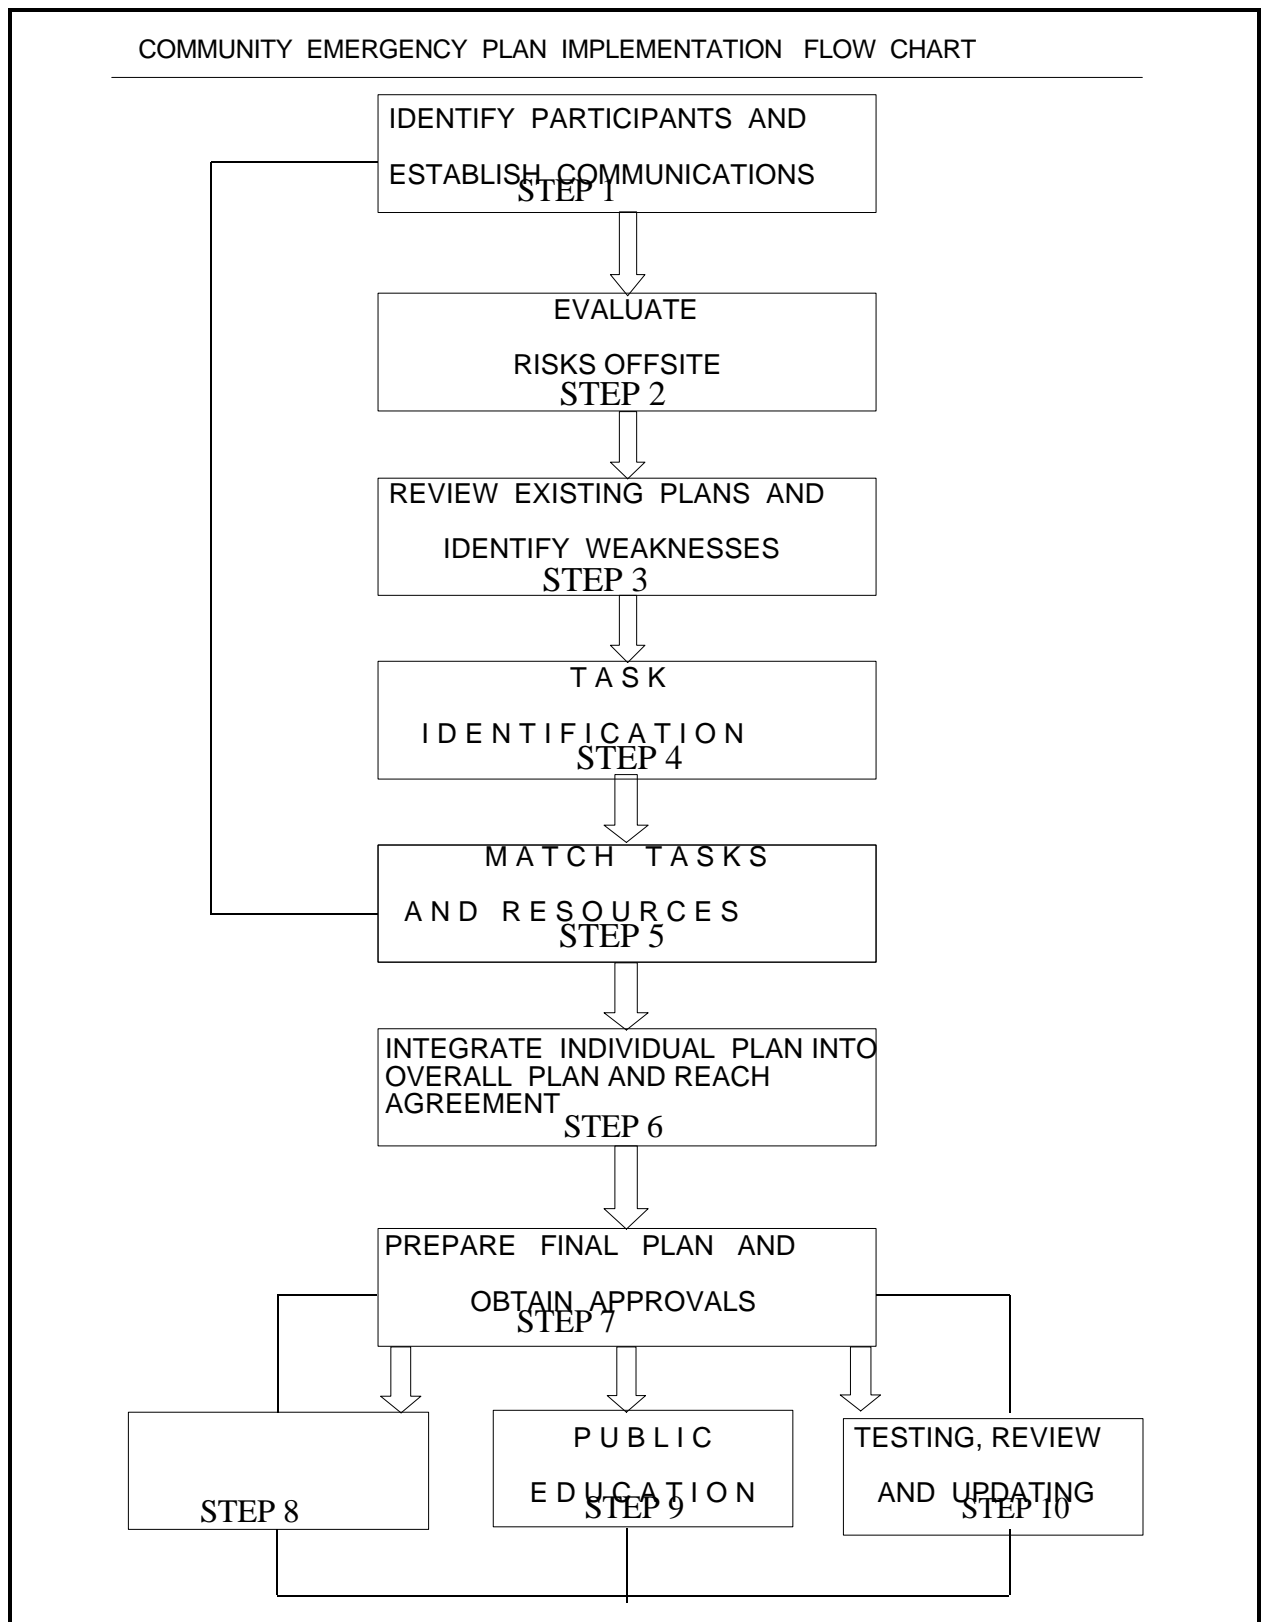 COMMUNITY EMERGENCY PLAN IMPLEMENTATION FLOW CHART
IDENTIFY PARTICIPANTS AND
ESTABLISH COMMUNICATIONS
STEP 1
EVALUATE
RISKS OFFSITE
STEP 2
REVIEW EXISTING PLANS AND
IDENTIFY WEAKNESSES
STEP 3
TASK
IDENTIFICATION
STEP 4
MATCH TASKS
AND RESOURCES
STEP 5
INTEGRATE INDIVIDUAL PLAN INTO
OVERALL PLAN AND REACH
AGREEMENT
STEP 6
PREPARE FINAL PLAN AND
OBTAIN APPROVALS
STEP 7
STEP 8
PUBLIC
EDUCATION
STEP 9
TESTING, REVIEW
AND UPDATING
STEP 10